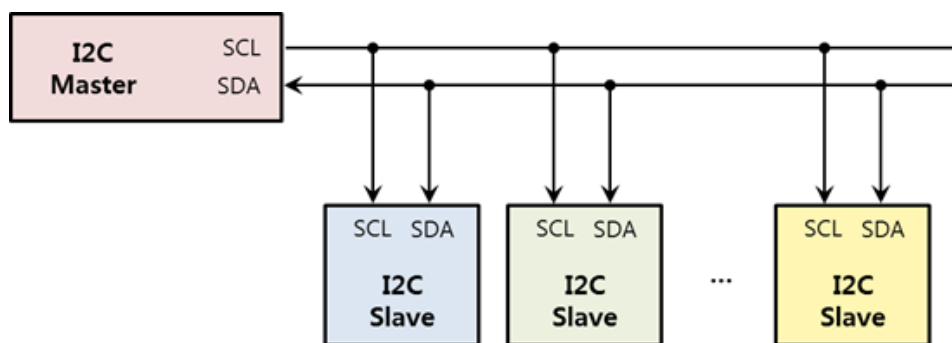 I2C
Master
SCL
SDA
SCL SDA
I2C
Slave
SCL SDA
I2C
Slave
...
SCL SDA
I2C
Slave